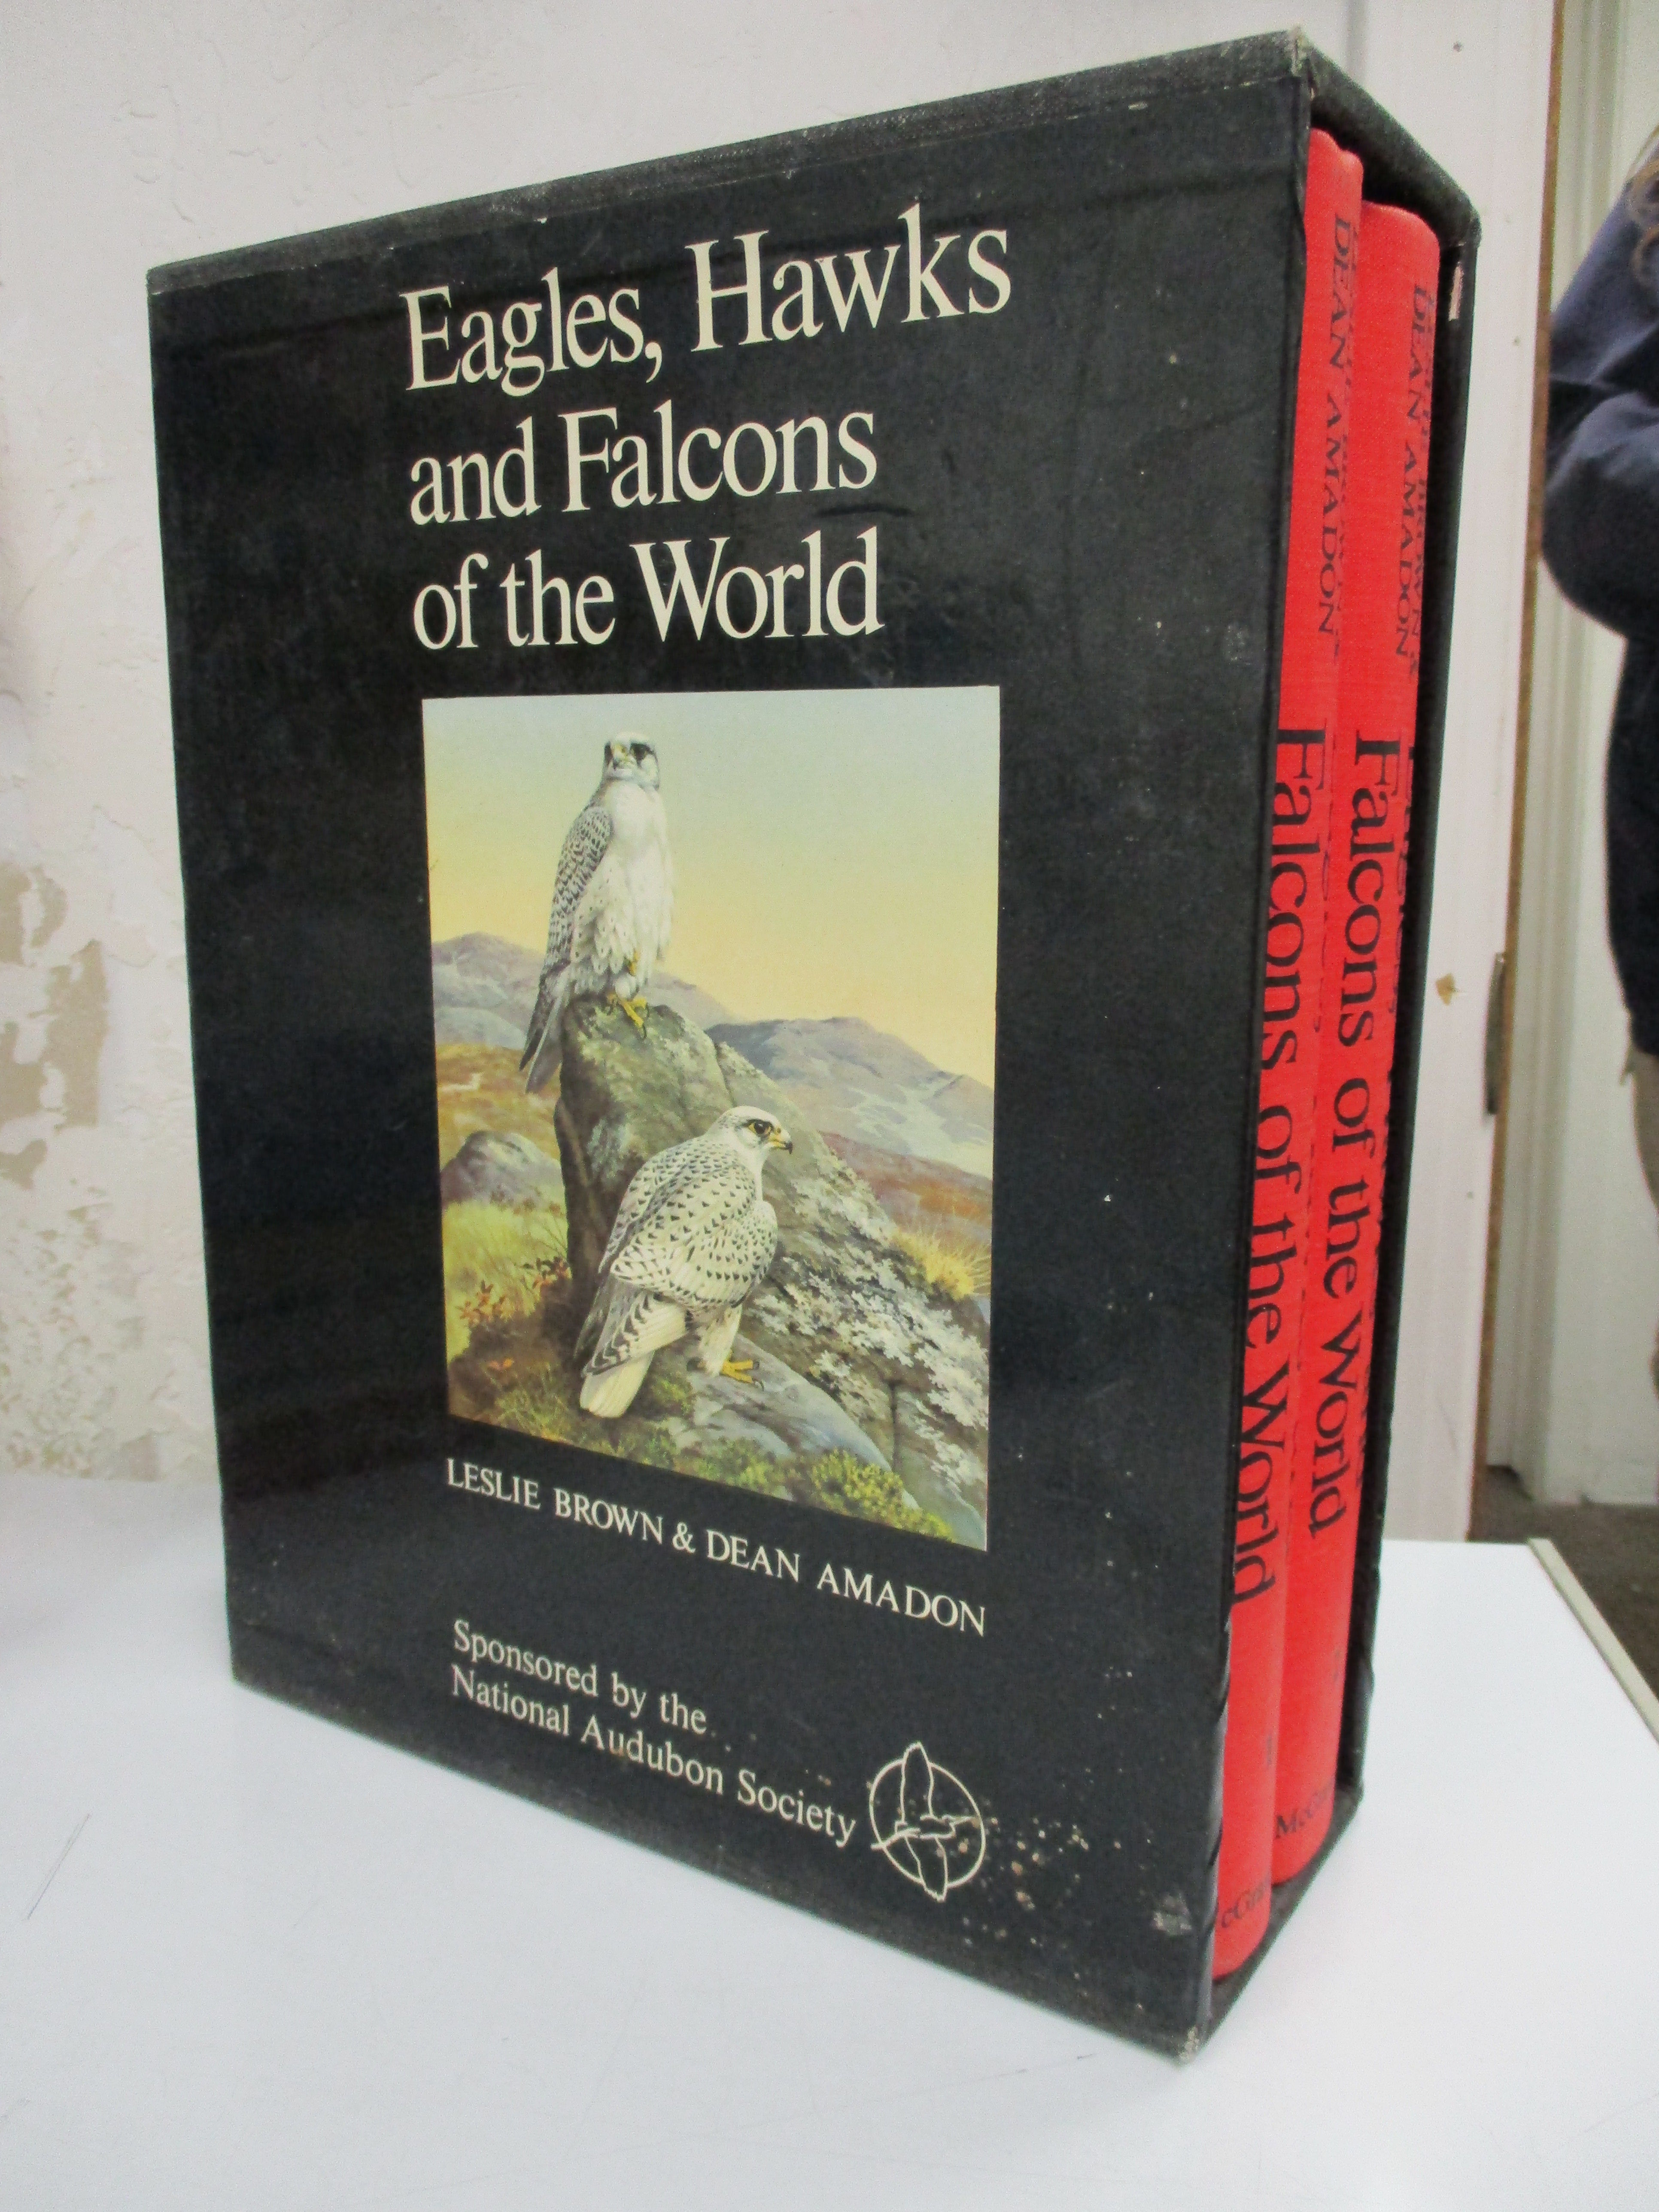 Eagles, Hawks
and Falcons
of the World
LESLIE BROWN & DEAN AMADON
Sponsored by the
National Audubon Society
DEAN AMADON
Falcons of the World
DEAN AMADON
Falcons of the World